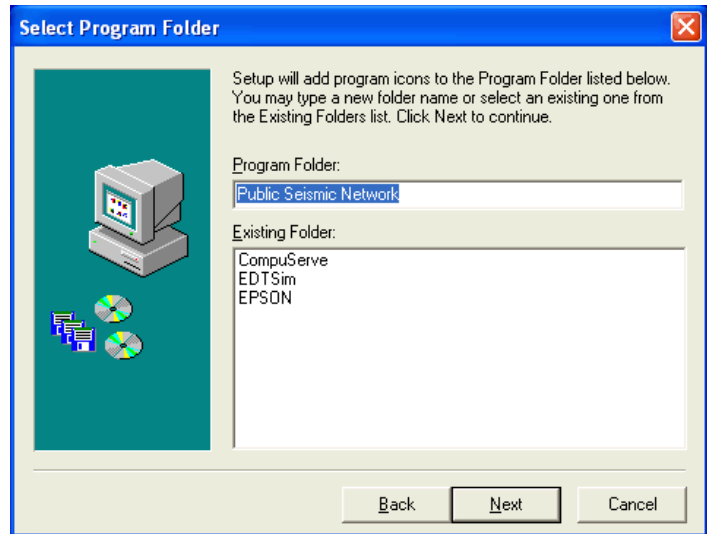 Select Program Folder
Setup will add program icons to the Program Folder listed below.
You may type a new folder name or select an existing one from
the Existing Folders list. Click Next to continue.
Program Folder:
Public Seismic Network
Existing Folder:
CompuServe
EDTSim
EPSON
Back
Next
Cancel